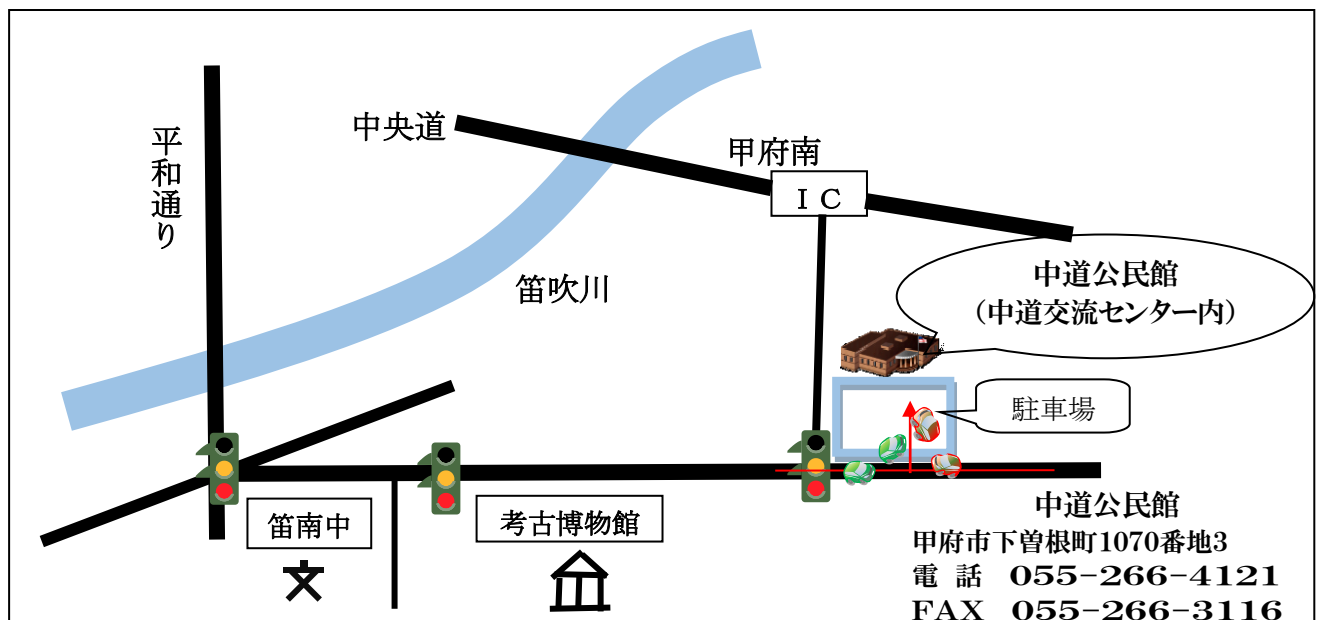 中央道
甲府南
ＩＣ
平和通り
笛吹川
中道公民館
（中道交流センター内）
駐車場
笛南中
考古博物館
中道公民館
甲府市下曽根町1070番地3
電 話 055-266-4121
FAX 055-266-3116